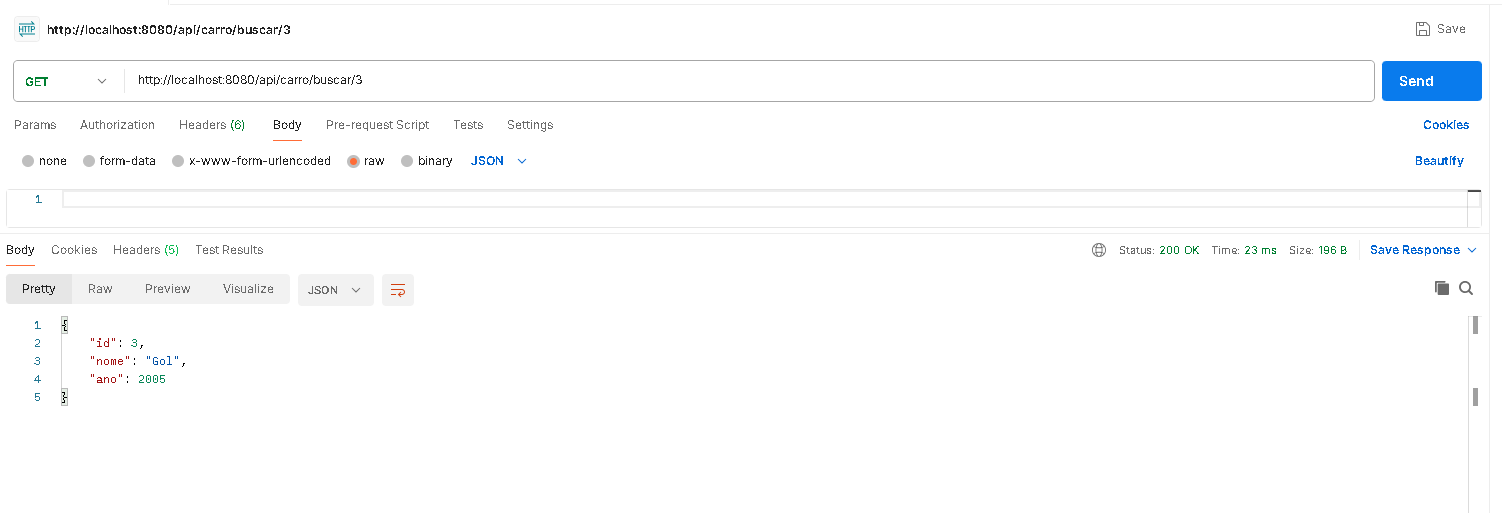 HTTP http://localhost:8080/api/carro/buscar/3 Save
GET http://localhost:8080/api/carro/buscar/3 Send
Params Authorization Headers (6) Body Pre-request Script Tests Settings Cookies
none form-data x-www-form-urlencoded raw binary JSON Beautify
1
Body Cookies Headers (5) Test Results Status: 200 OK Time: 23 ms Size: 196 B Save Response
Pretty Raw Preview Visualize JSON
1 {
2 "id": 3,
3 "nome": "Gol",
4 "ano": 2005
5 }